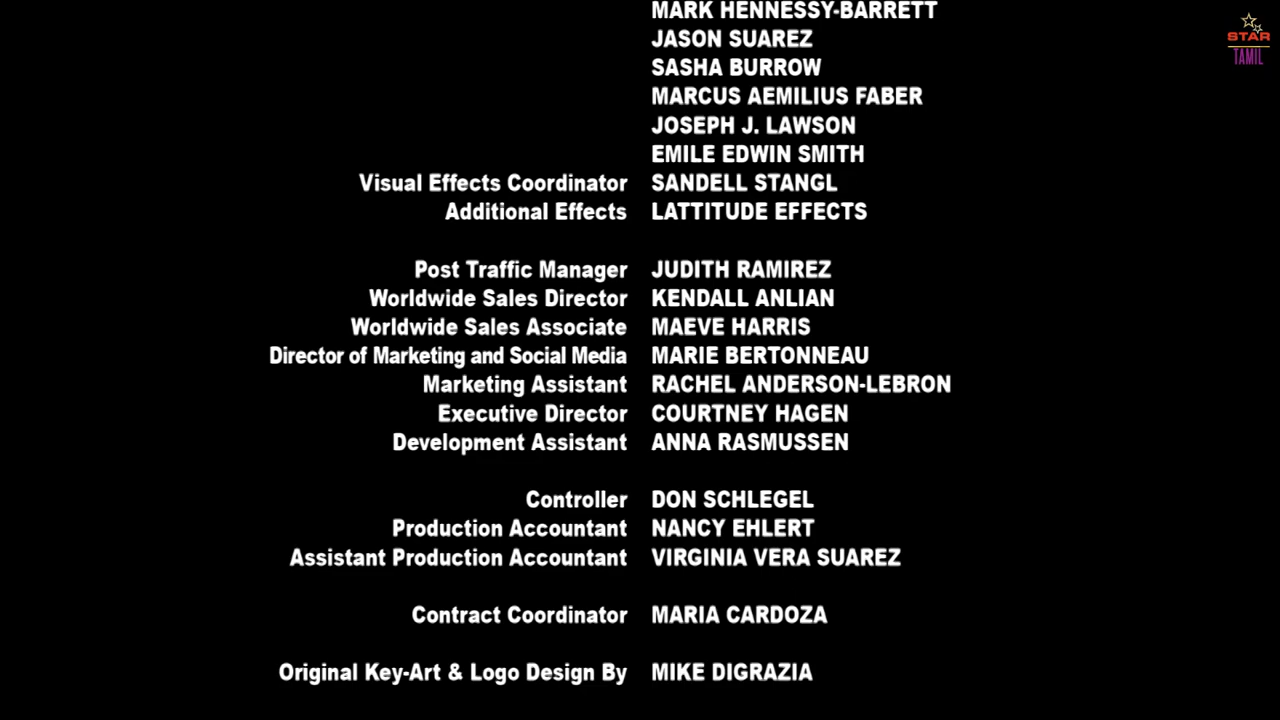 MARK HENNESSY-BARRETT
JASON SUAREZ
SASHA BURROW
MARCUS AEMILIUS FABER
JOSEPH J. LAWSON
EMILE EDWIN SMITH
Visual Effects Coordinator SANDELL STANGL
Additional Effects LATTITUDE EFFECTS
Post Traffic Manager JUDITH RAMIREZ
Worldwide Sales Director KENDALL ANLIAN
Worldwide Sales Associate MAEVE HARRIS
Director of Marketing and Social Media MARIE BERTONNEAU
Marketing Assistant RACHEL ANDERSON-LEBRON
Executive Director COURTNEY HAGEN
Development Assistant ANNA RASMUSSEN
Controller DON SCHLEGEL
Production Accountant NANCY EHLERT
Assistant Production Accountant VIRGINIA VERA SUAREZ
Contract Coordinator MARIA CARDOZA
Original Key-Art & Logo Design By MIKE DIGRAZIA
STAR
TAMIL